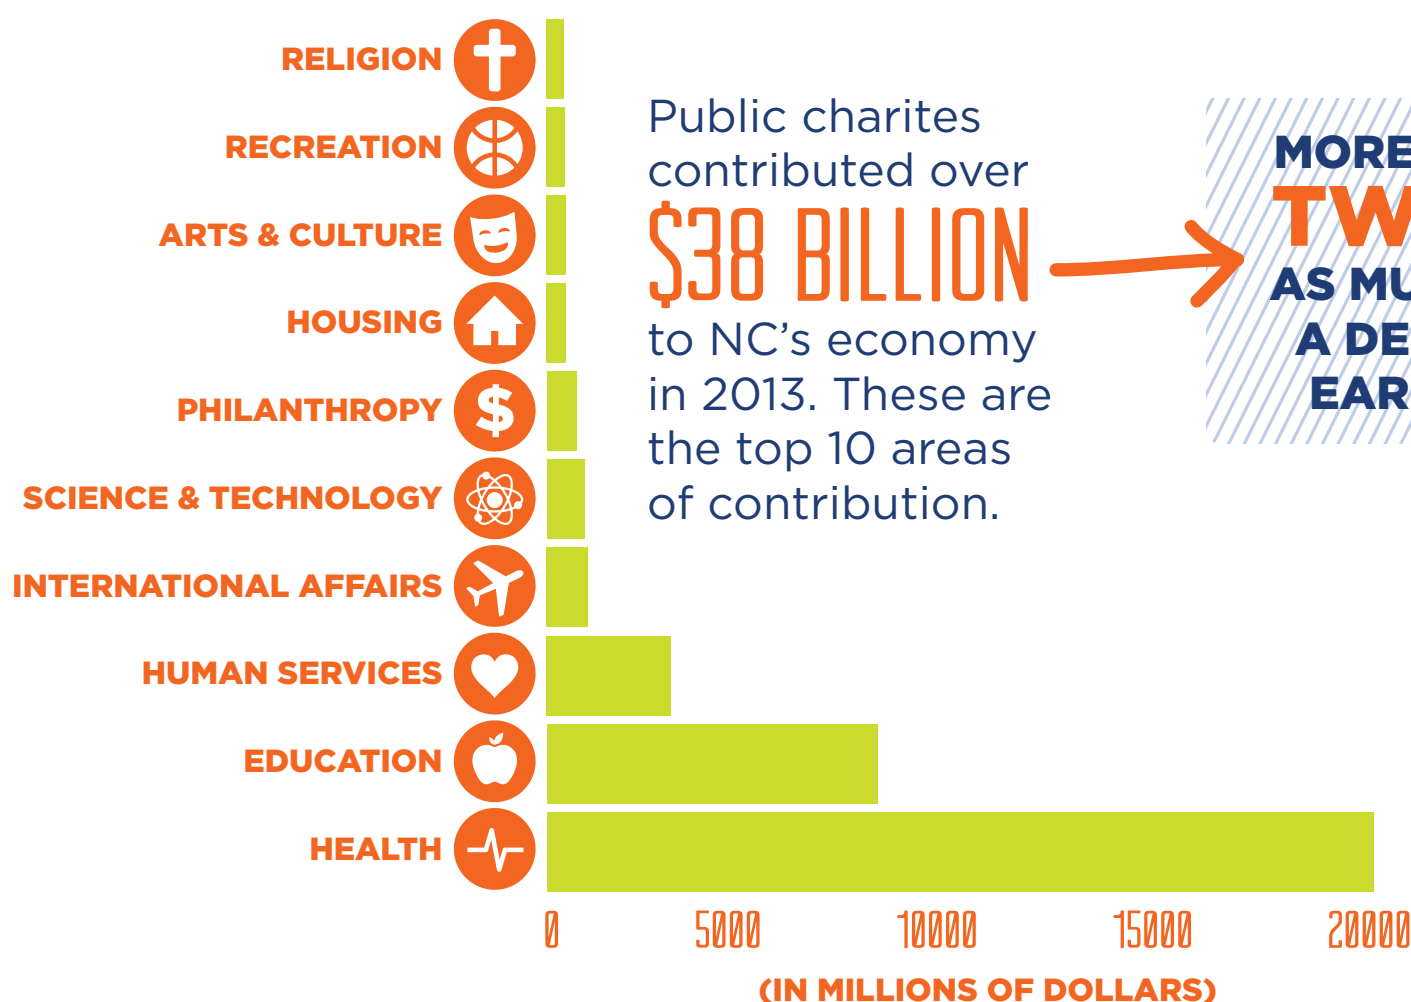 RELIGION
RECREATION
ARTS & CULTURE
HOUSING
PHILANTHROPY
SCIENCE & TECHNOLOGY
INTERNATIONAL AFFAIRS
HUMAN SERVICES
EDUCATION
HEALTH
Public charites
contributed over
$38 BILLION
to NC's economy
in 2013. These are
the top 10 areas
of contribution.
MORE
AS
A
0 5000 10000 15000 20000
(IN MILLIONS OF DOLLARS)